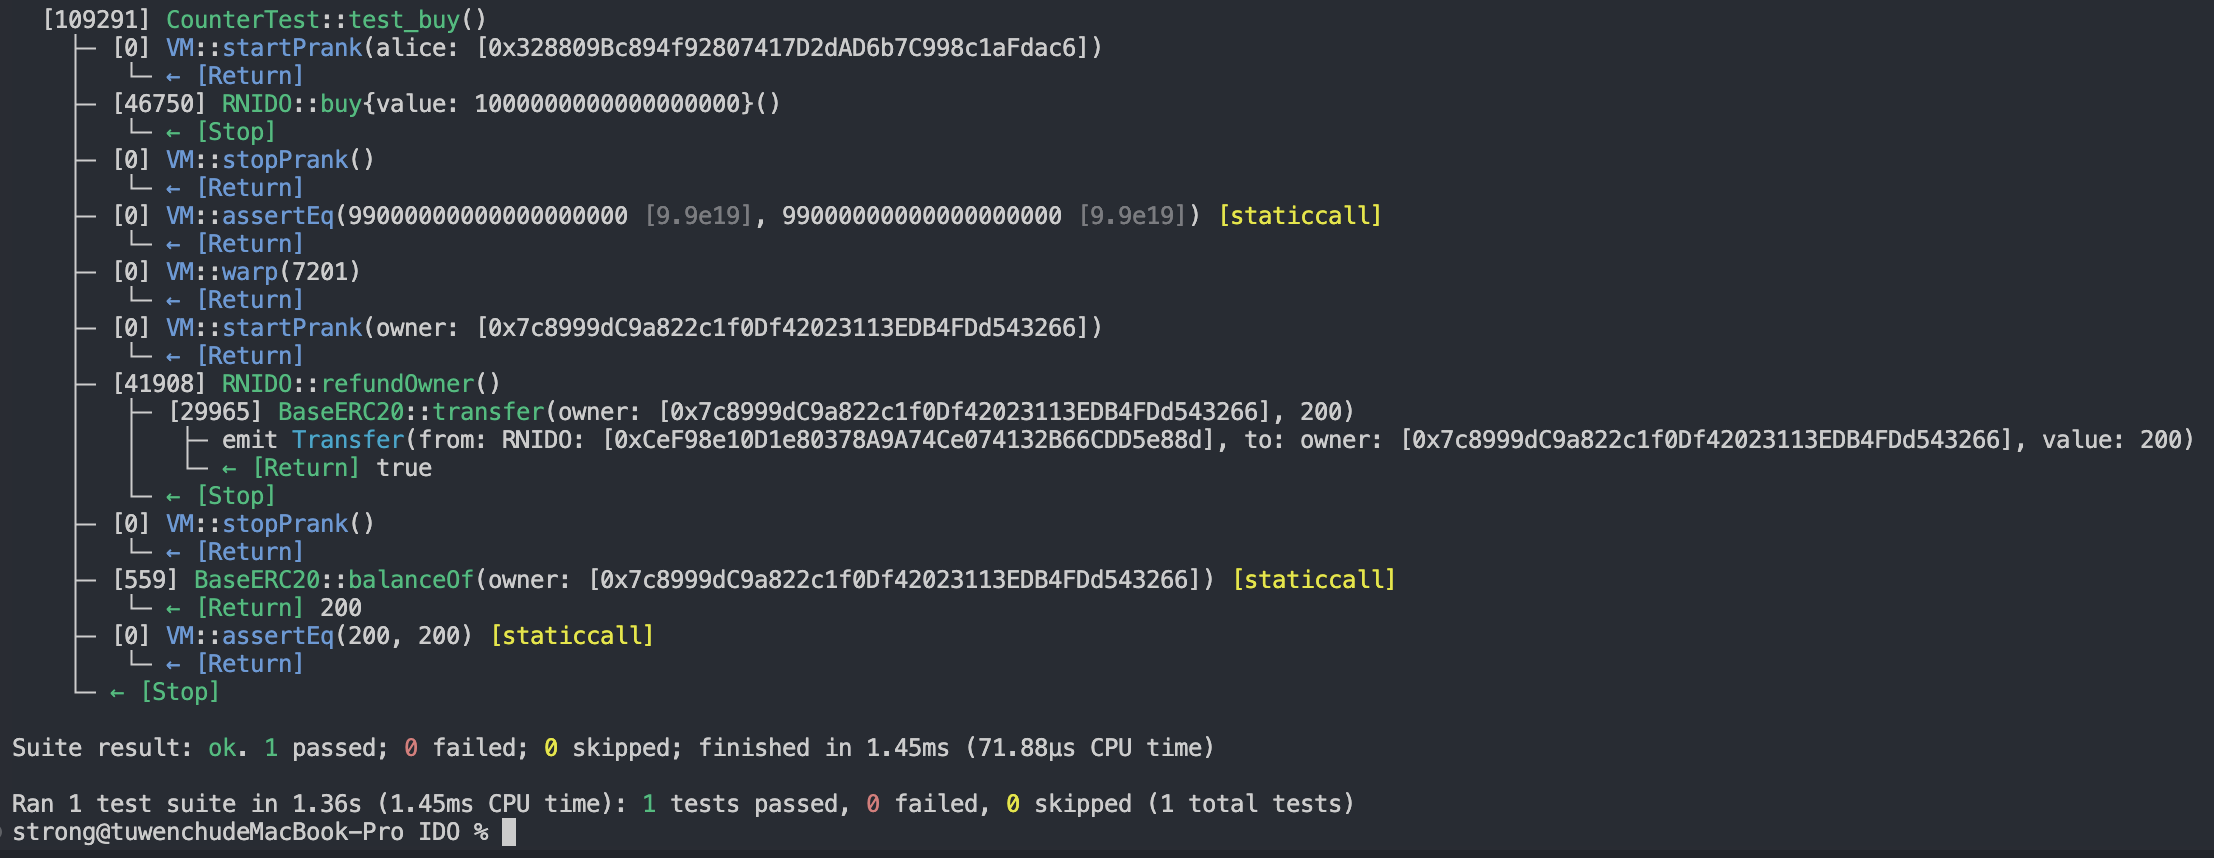 [109291] CounterTest::test_buy()
├─ [0] VM::startPrank(alice: [0x328809Bc894f92807417D2dAD6b7C998c1aFdac6])
│   └─ ← [Return]
├─ [46750] RNIDO::buy{value: 1000000000000000000}()
│   └─ ← [Stop]
├─ [0] VM::stopPrank()
│   └─ ← [Return]
├─ [0] VM::assertEq(99000000000000000000 [9.9e19], 99000000000000000000 [9.9e19]) [staticcall]
│   └─ ← [Return]
├─ [0] VM::warp(7201)
│   └─ ← [Return]
├─ [0] VM::startPrank(owner: [0x7c8999dC9a822c1f0Df42023113EDB4FDd543266])
│   └─ ← [Return]
├─ [41908] RNIDO::refundOwner()
│   ├─ [29965] BaseERC20::transfer(owner: [0x7c8999dC9a822c1f0Df42023113EDB4FDd543266], 200)
│   │   ├─ emit Transfer(from: RNIDO: [0xCeF98e10D1e80378A9A74Ce074132B66CDD5e88d], to: owner: [0x7c8999dC9a822c1f0Df42023113EDB4FDd543266], value: 200)
│   │   └─ ← [Return] true
│   └─ ← [Stop]
├─ [0] VM::stopPrank()
│   └─ ← [Return]
├─ [559] BaseERC20::balanceOf(owner: [0x7c8999dC9a822c1f0Df42023113EDB4FDd543266]) [staticcall]
│   └─ ← [Return] 200
├─ [0] VM::assertEq(200, 200) [staticcall]
│   └─ ← [Return]
└─ ← [Stop]
Suite result: ok. 1 passed; 0 failed; 0 skipped; finished in 1.45ms (71.88µs CPU time)
Ran 1 test suite in 1.36s (1.45ms CPU time): 1 tests passed, 0 failed, 0 skipped (1 total tests)
strong@tuwenchudeMacBook-Pro IDO %